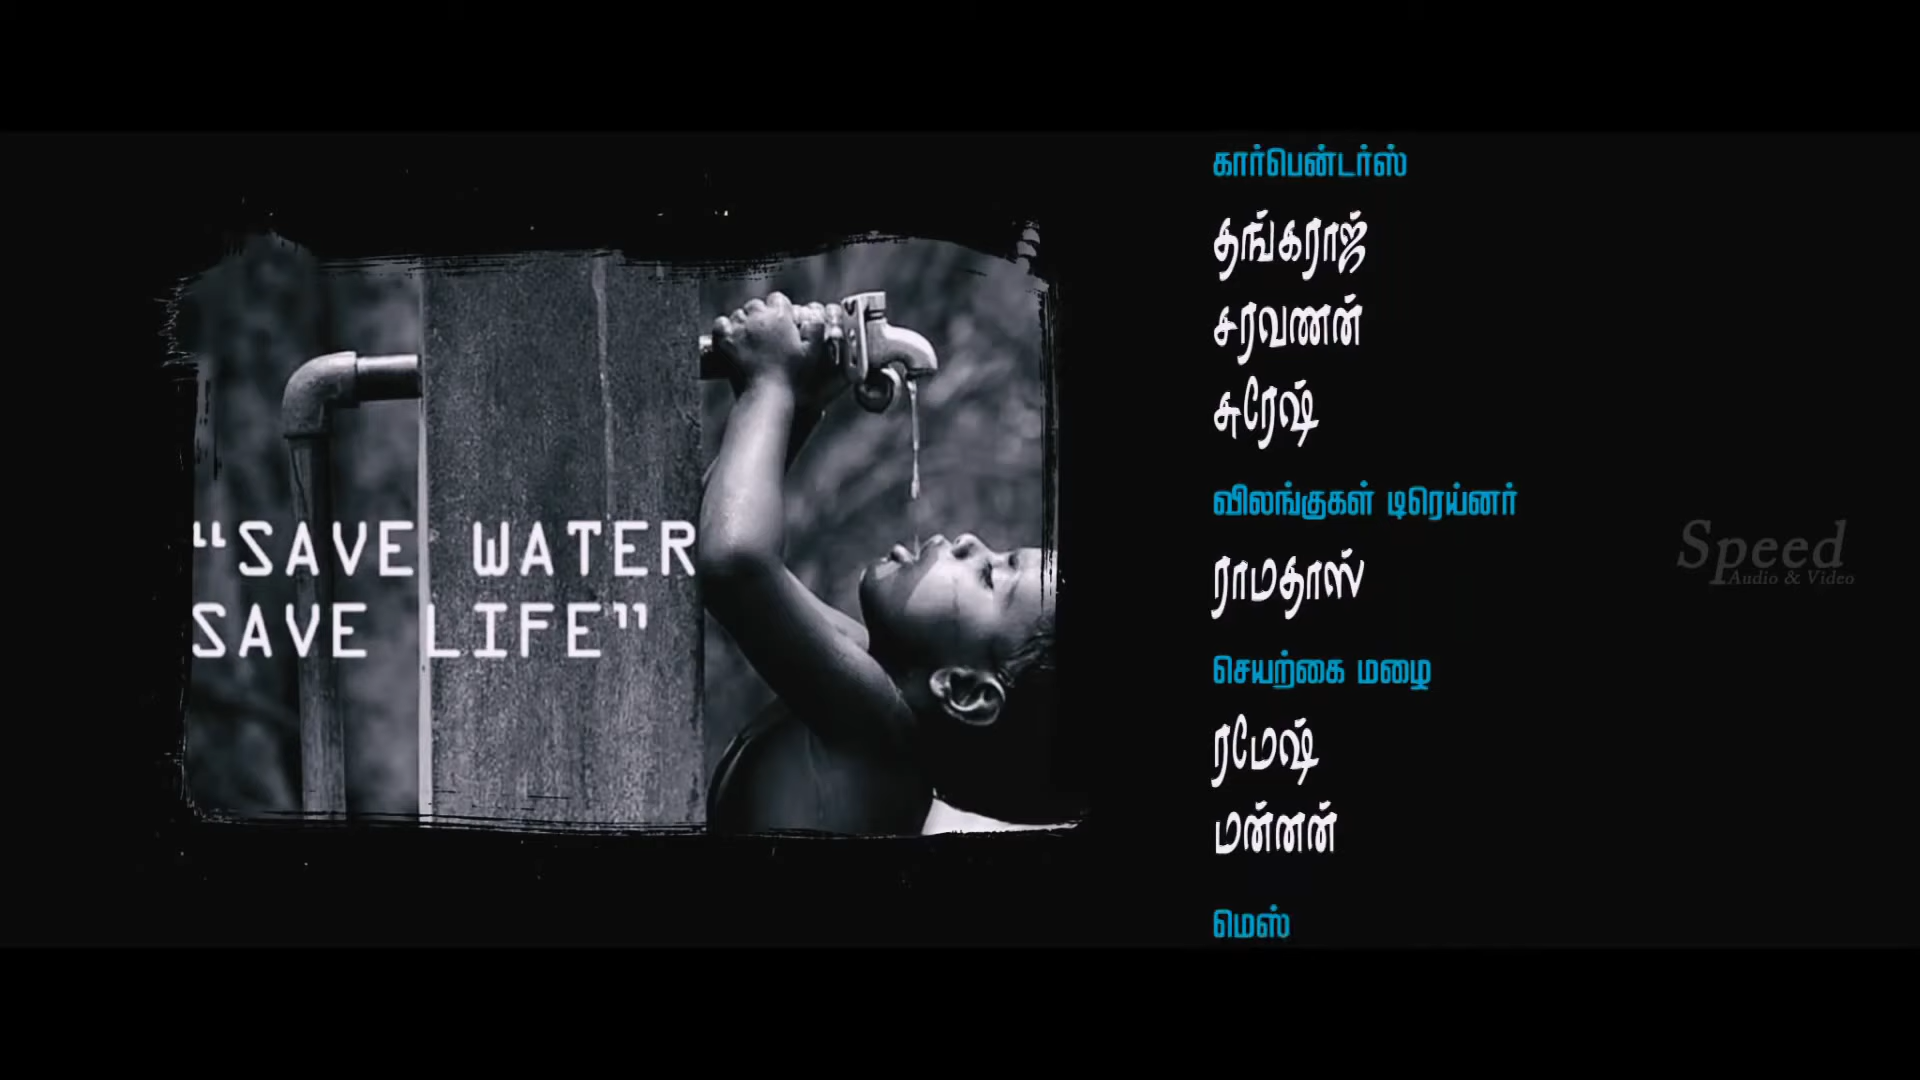 "SAVE WATER
SAVE LIFE"
கார்பென்டர்ஸ்
தங்கராஜ்
சரவணன்
சுரேஷ்
விலங்குகள் டிரெய்னர்
ராமதாஸ்
செயற்கை மழை
ரமேஷ்
மன்னன்
மெஸ்
Speed
Audio & Video